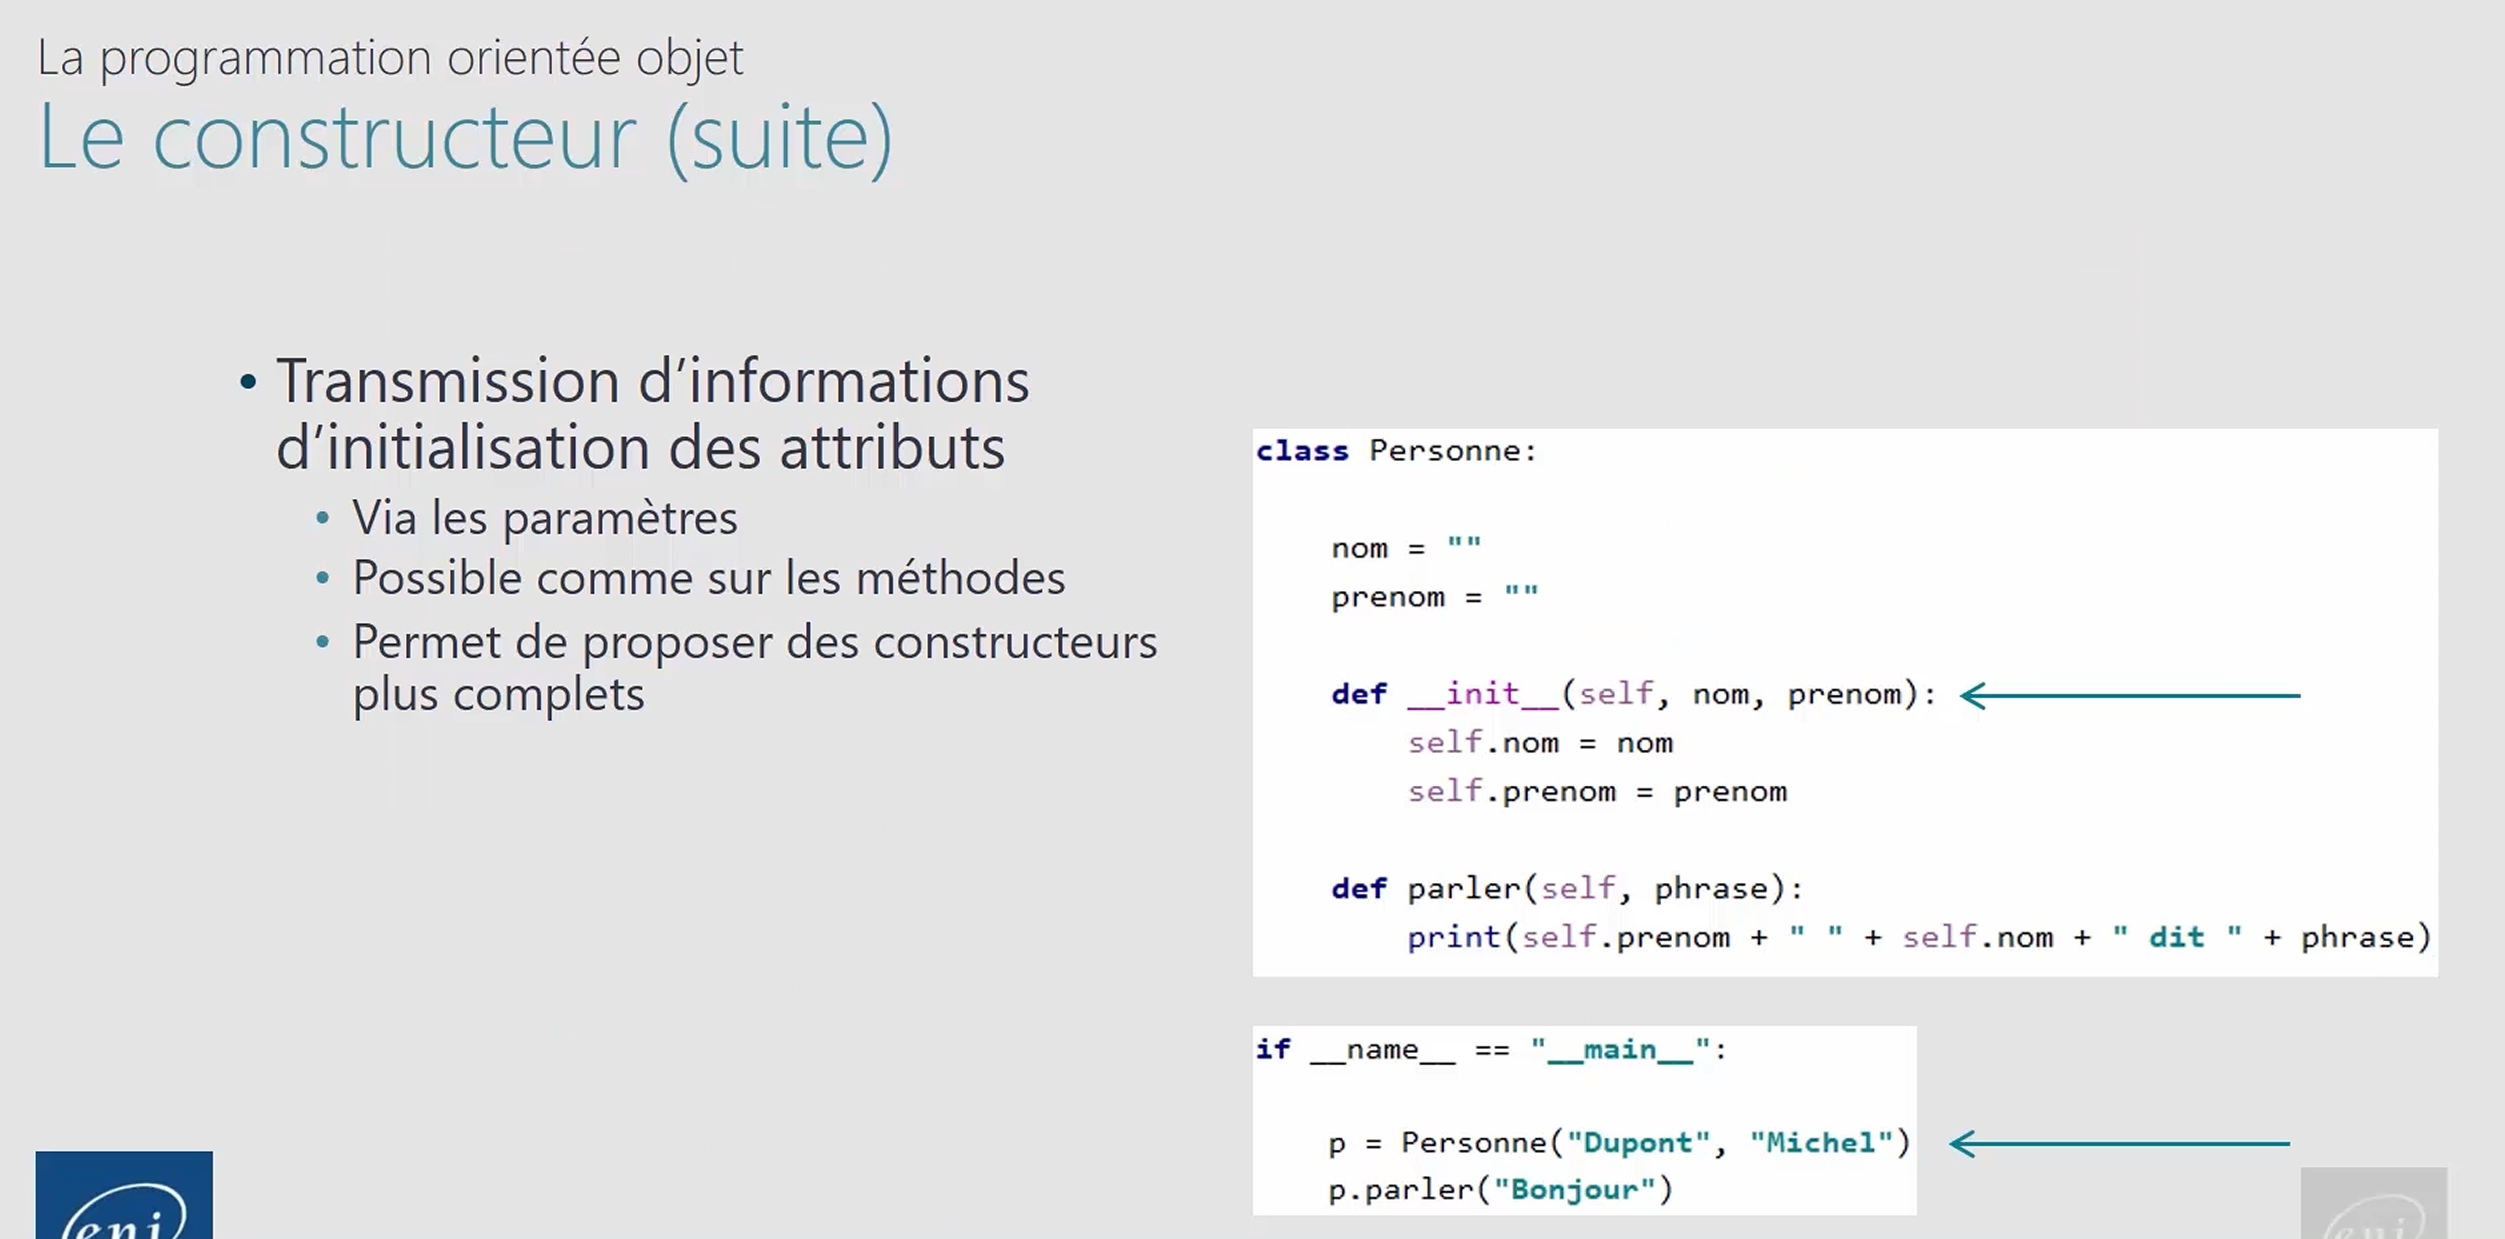 La programmation orientée objet
Le constructeur (suite)
• Transmission d’informations
d’initialisation des attributs
• Via les paramètres
• Possible comme sur les méthodes
• Permet de proposer des constructeurs
plus complets
class Personne:
    nom = ""
    prenom = ""
    def __init__(self, nom, prenom):
        self.nom = nom
        self.prenom = prenom
    def parler(self, phrase):
        print(self.prenom + " " + self.nom + " dit " + phrase)
if __name__ == "__main__":
    p = Personne("Dupont", "Michel")
    p.parler("Bonjour")
eni
eni